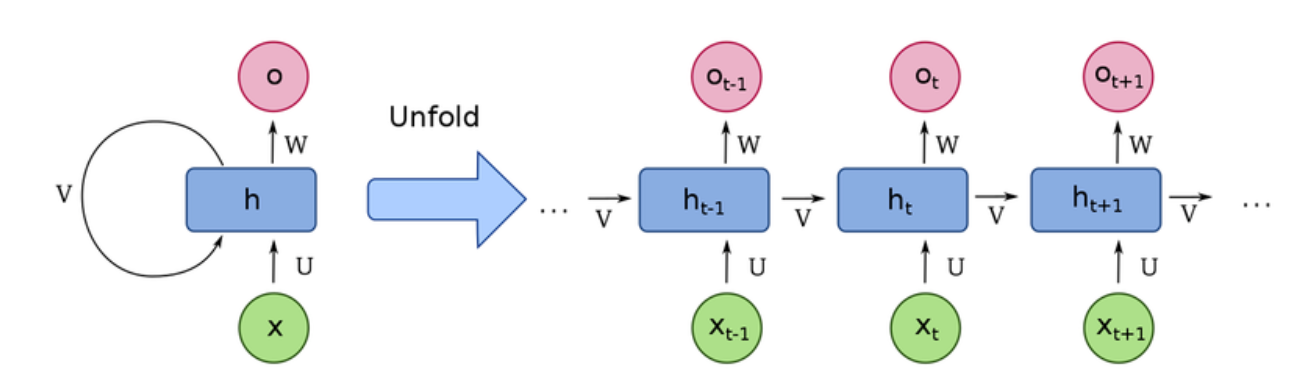 o o_{t-1} o_t o_{t+1}
Unfold
W W W W
V h h_{t-1} h_t h_{t+1}
... V V V V ...
U U U U
x x_{t-1} x_t x_{t+1}